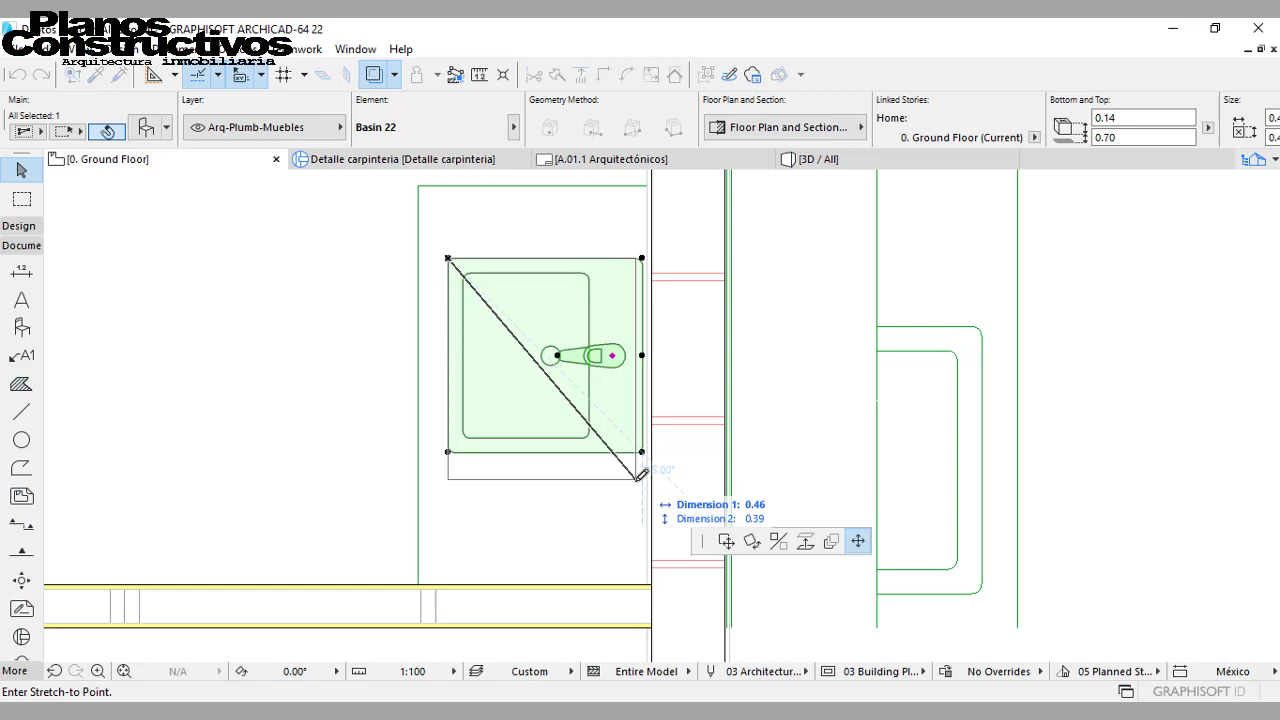 Planos
Constructivos
Arquitectura inmobiliaria
GRAPHISOFT ARCHICAD-64 22
Window Help
Main:
All Selected: 1
Layer:
Arq-Plumb-Muebles
Element:
Basin 22
Geometry Method:
Floor Plan and Section:
Floor Plan and Section...
Linked Stories:
Home:
0. Ground Floor (Current)
Bottom and Top:
0.14
0.70
Size:
[0. Ground Floor]
Detalle carpinteria [Detalle carpinteria]
[A.01.1 Arquitectónicos]
[3D / All]
Design
Docume
1.2
A
A1
Dimension 1: 0.46
Dimension 2: 0.39
More
N/A
0.00°
1:100
Custom
Entire Model
03 Architectur...
03 Building Pl...
No Overrides
05 Planned St...
México
Enter Stretch-to Point.
GRAPHISOFT ID